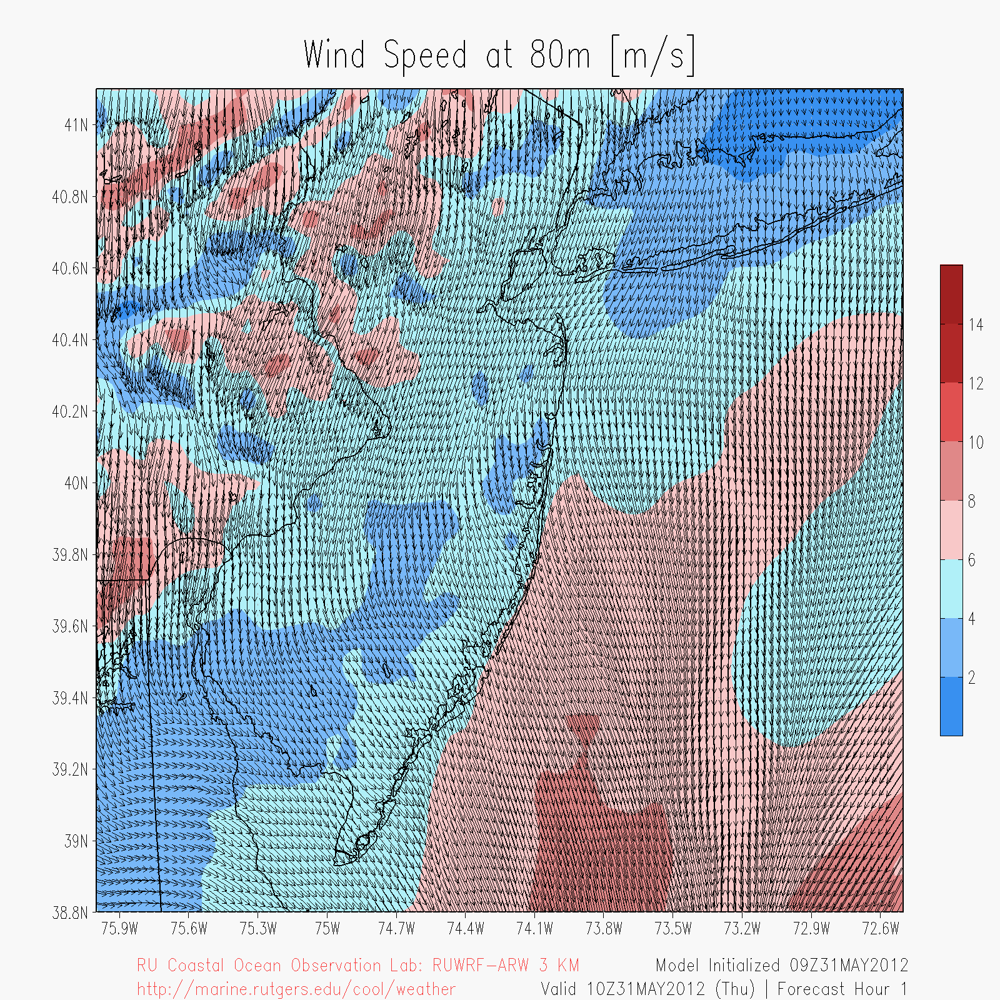 Wind Speed at 80m [m/s]
41N
40.8N
40.6N
40.4N
40.2N
40N
39.8N
39.6N
39.4N
39.2N
39N
38.8N
75.9W 75.6W 75.3W 75W 74.7W 74.4W 74.1W 73.8W 73.5W 73.2W 72.9W 72.6W
14
12
10
8
6
4
2
RU Coastal Ocean Observation Lab: RUWRF-ARW 3 KM
Model Initialized 09Z31MAY2012
http://marine.rutgers.edu/cool/weather
Valid 10Z31MAY2012 (Thu) | Forecast Hour 1